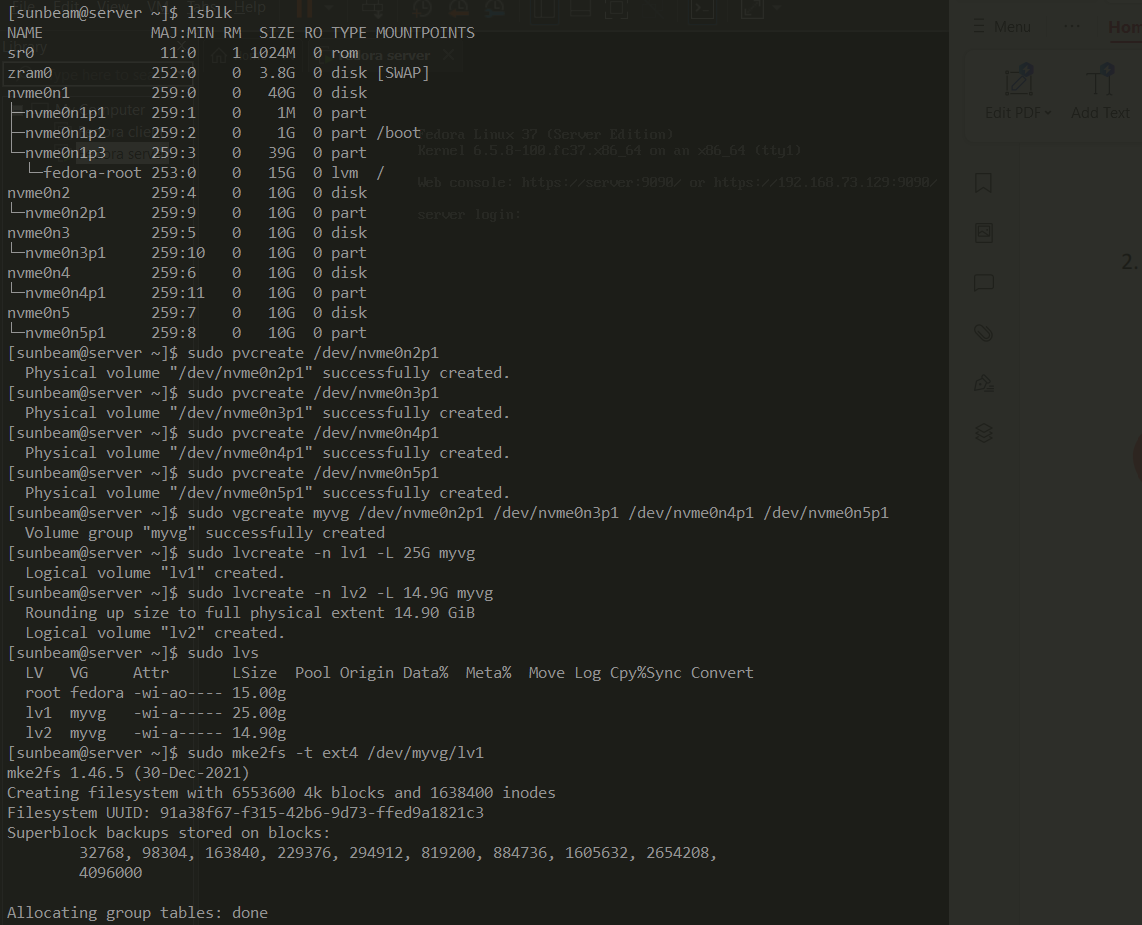 [sunbeam@server ~]$ lsblk
NAME MAJ:MIN RM SIZE RO TYPE MOUNTPOINTS
sr0 11:0 1 1024M 0 rom
zram0 252:0 0 3.8G 0 disk [SWAP]
nvme0n1 259:0 0 40G 0 disk
├─nvme0n1p1 259:1 0 1M 0 part
├─nvme0n1p2 259:2 0 1G 0 part /boot
└─nvme0n1p3 259:3 0 39G 0 part
└─fedora-root 253:0 0 15G 0 lvm /
nvme0n2 259:4 0 10G 0 disk
└─nvme0n2p1 259:9 0 10G 0 part
nvme0n3 259:5 0 10G 0 disk
└─nvme0n3p1 259:10 0 10G 0 part
nvme0n4 259:6 0 10G 0 disk
└─nvme0n4p1 259:11 0 10G 0 part
nvme0n5 259:7 0 10G 0 disk
└─nvme0n5p1 259:8 0 10G 0 part
[sunbeam@server ~]$ sudo pvcreate /dev/nvme0n2p1
Physical volume "/dev/nvme0n2p1" successfully created.
[sunbeam@server ~]$ sudo pvcreate /dev/nvme0n3p1
Physical volume "/dev/nvme0n3p1" successfully created.
[sunbeam@server ~]$ sudo pvcreate /dev/nvme0n4p1
Physical volume "/dev/nvme0n4p1" successfully created.
[sunbeam@server ~]$ sudo pvcreate /dev/nvme0n5p1
Physical volume "/dev/nvme0n5p1" successfully created.
[sunbeam@server ~]$ sudo vgcreate myvg /dev/nvme0n2p1 /dev/nvme0n3p1 /dev/nvme0n4p1 /dev/nvme0n5p1
Volume group "myvg" successfully created
[sunbeam@server ~]$ sudo lvcreate -n lv1 -L 25G myvg
Logical volume "lv1" created.
[sunbeam@server ~]$ sudo lvcreate -n lv2 -L 14.9G myvg
Rounding up size to full physical extent 14.90 GiB
Logical volume "lv2" created.
[sunbeam@server ~]$ sudo lvs
LV VG Attr LSize Pool Origin Data% Meta% Move Log Cpy%Sync Convert
root fedora -wi-ao---- 15.00g
lv1 myvg -wi-a----- 25.00g
lv2 myvg -wi-a----- 14.90g
[sunbeam@server ~]$ sudo mke2fs -t ext4 /dev/myvg/lv1
mke2fs 1.46.5 (30-Dec-2021)
Creating filesystem with 6553600 4k blocks and 1638400 inodes
Filesystem UUID: 91a38f67-f315-42b6-9d73-ffed9a1821c3
Superblock backups stored on blocks:
32768, 98304, 163840, 229376, 294912, 819200, 884736, 1605632, 2654208,
4096000
Allocating group tables: done
Fedora Linux 37 (Server Edition)
Kernel 6.5.8-100.fc37.x86_64 on an x86_64 (tty1)
Web console: https://server:9090/ or https://192.168.73.129:9090/
server login:
Menu
Edit PDF
Add Text
2.